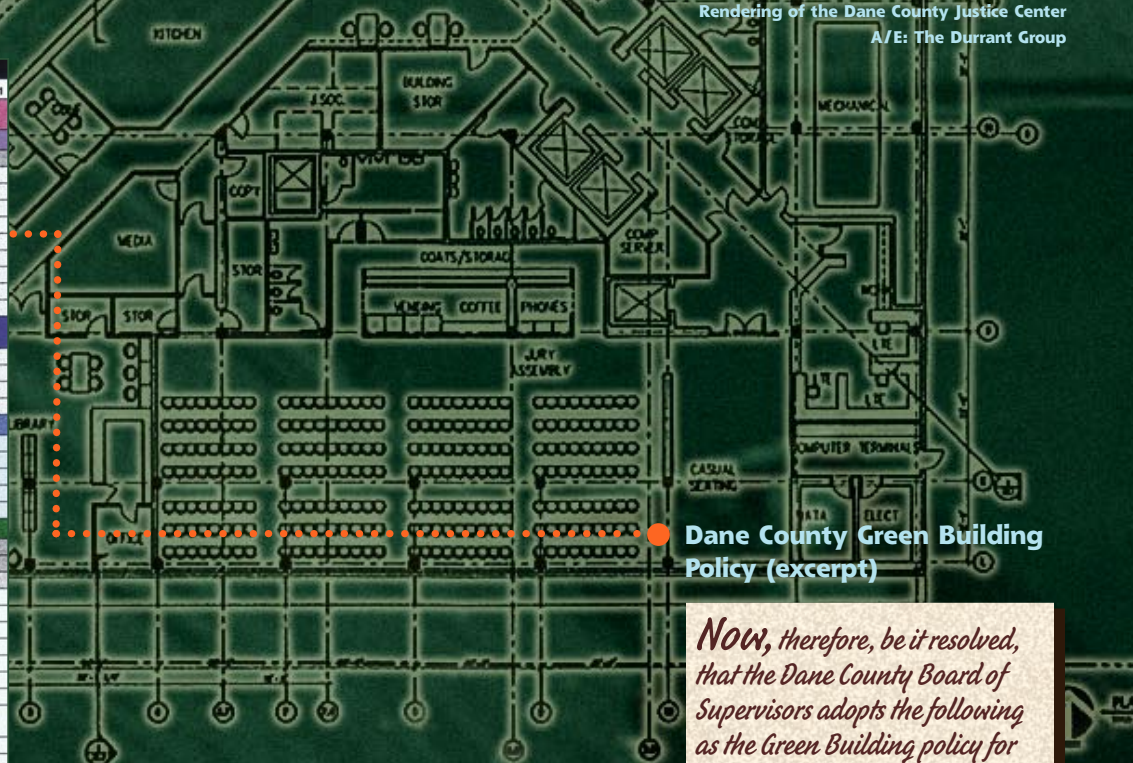 Rendering of the Dane County Justice Center
A/E: The Durrant Group
KITCHEN
BUILDING
STOR
J.SOC.
MECHANICAL
COPY
MEDIA
COMP
SERVER
STOR
COATS/STORAG
VENDING COFFEE PHONES
STOR STOR
JURY
ASSEMBLY
LTE
LTE
LIBRARY
COMPUTER TERMINALS
CASUAL
SEATING
DATA ELECT
Dane County Green Building
Policy (excerpt)
Now, therefore, be it resolved,
that the Dane County Board of
Supervisors adopts the following
as the Green Building policy for